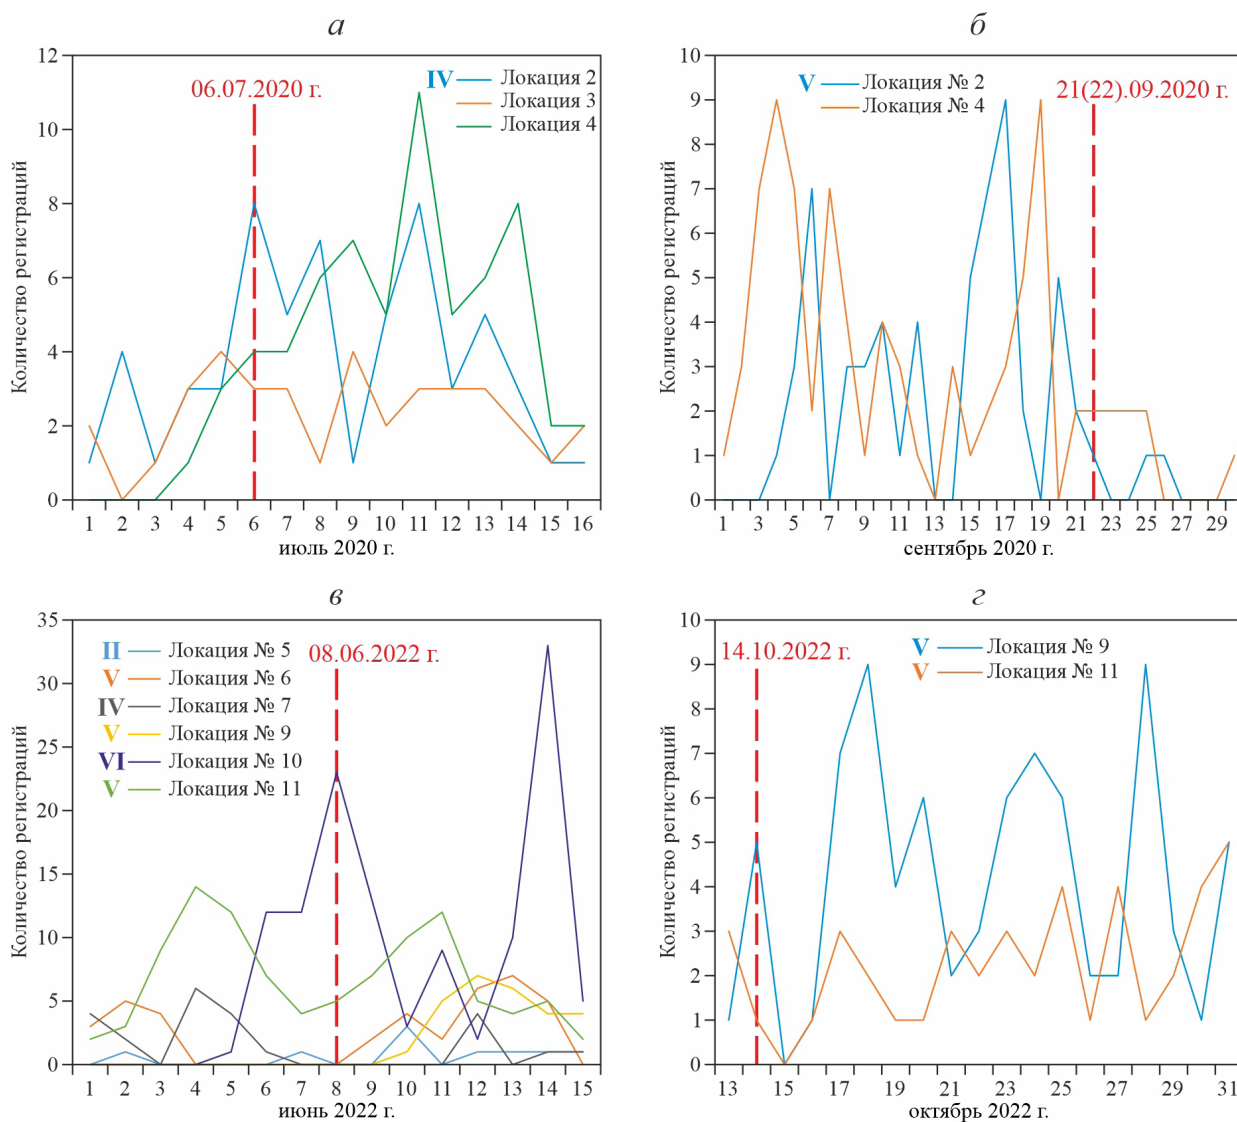 а
Количество регистраций
12
10
8
6
4
2
0
06.07.2020 г.
IV Локация 2
Локация 3
Локация 4
1 2 3 4 5 6 7 8 9 10 11 12 13 14 15 16
июль 2020 г.
б
Количество регистраций
10
9
8
7
6
5
4
3
2
1
0
V Локация № 2
Локация № 4
21(22).09.2020 г.
1 3 5 7 9 11 13 15 17 19 21 23 25 27 29
сентябрь 2020 г.
в
Количество регистраций
35
30
25
20
15
10
5
0
II Локация № 5
V Локация № 6
IV Локация № 7
V Локация № 9
VI Локация № 10
V Локация № 11
08.06.2022 г.
1 2 3 4 5 6 7 8 9 10 11 12 13 14 15
июнь 2022 г.
г
Количество регистраций
10
9
8
7
6
5
4
3
2
1
0
14.10.2022 г.
V Локация № 9
V Локация № 11
13 15 17 19 21 23 25 27 29 31
октябрь 2022 г.